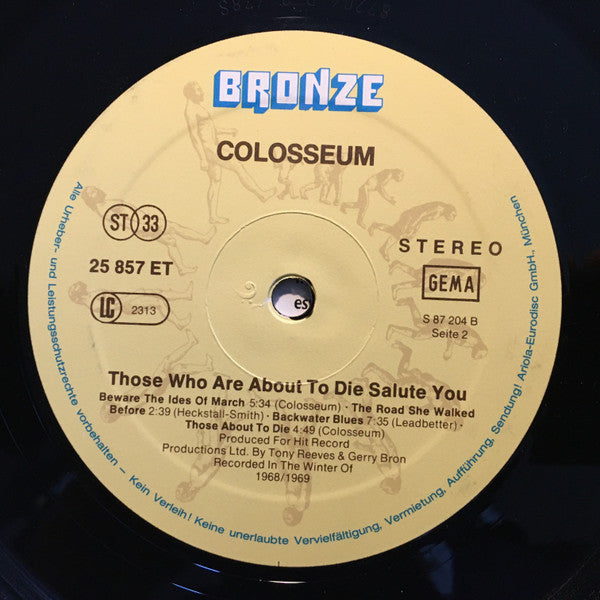 BRONZE
COLOSSEUM
ST 33
STEREO
25 857 ET
GEMA
LC 2313
S 87 204 B
Seite 2
es
Those Who Are About To Die Salute You
Beware The Ides Of March 5:34 (Colosseum) · The Road She Walked
Before 2:39 (Heckstall-Smith) · Backwater Blues 7:35 (Leadbetter) ·
Those About To Die 4:49 (Colosseum)
Produced For Hit Record
Productions Ltd. By Tony Reeves & Gerry Bron
Recorded In The Winter Of
1968/1969
Alle Urheber- und Leistungsschutzrechte vorbehalten – Kein Verleih! Keine unerlaubte Vervielfältigung, Vermietung, Aufführung, Sendung! Ariola-Eurodisc GmbH., München